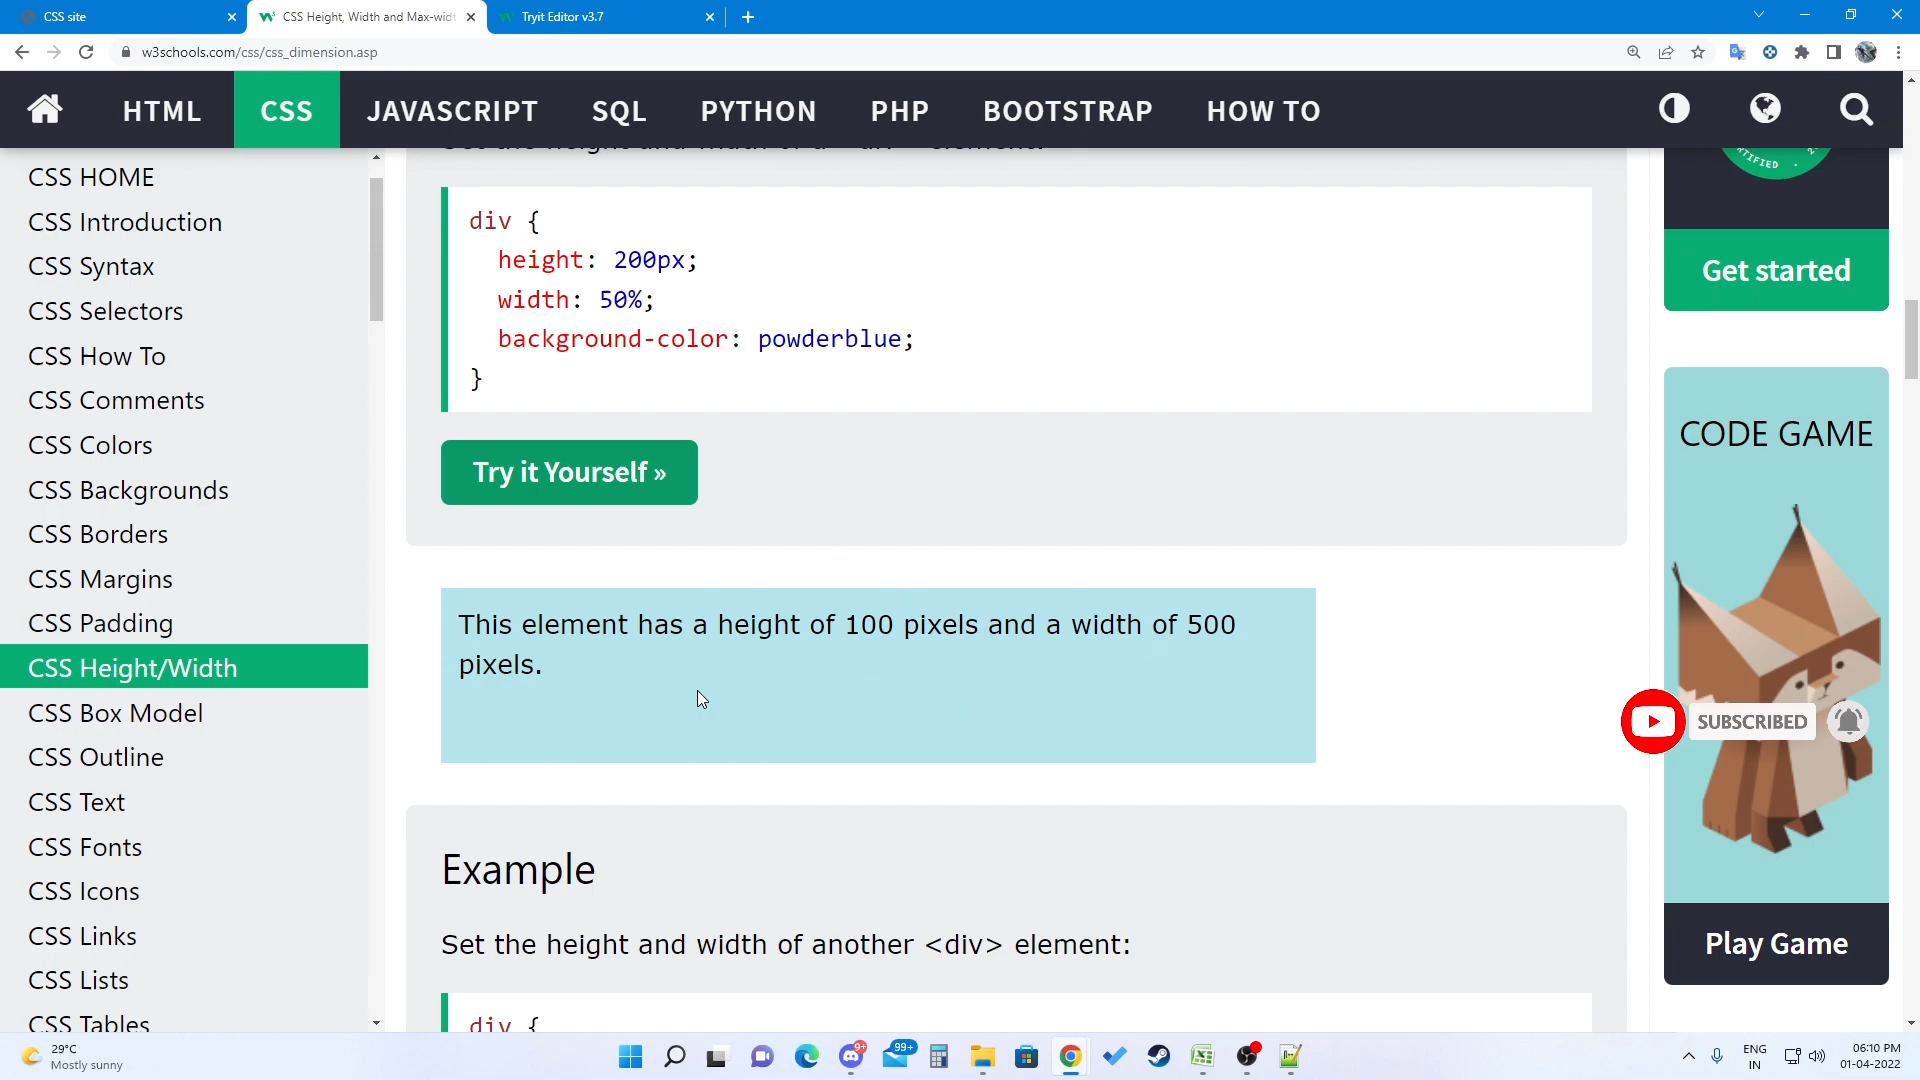 CSS site
CSS Height, Width and Max-widt
Tryit Editor v3.7
w3schools.com/css/css_dimension.asp
HTML
CSS
JAVASCRIPT
SQL
PYTHON
PHP
BOOTSTRAP
HOW TO
CSS HOME
CSS Introduction
CSS Syntax
CSS Selectors
CSS How To
CSS Comments
CSS Colors
CSS Backgrounds
CSS Borders
CSS Margins
CSS Padding
CSS Height/Width
CSS Box Model
CSS Outline
CSS Text
CSS Fonts
CSS Icons
CSS Links
CSS Lists
CSS Tables
div {
height: 200px;
width: 50%;
background-color: powderblue;
}
Try it Yourself »
This element has a height of 100 pixels and a width of 500
pixels.
Example
Set the height and width of another <div> element:
div {
Get started
CODE GAME
SUBSCRIBED
Play Game
29°C
Mostly sunny
9+
99+
ENG
IN
06:10 PM
01-04-2022